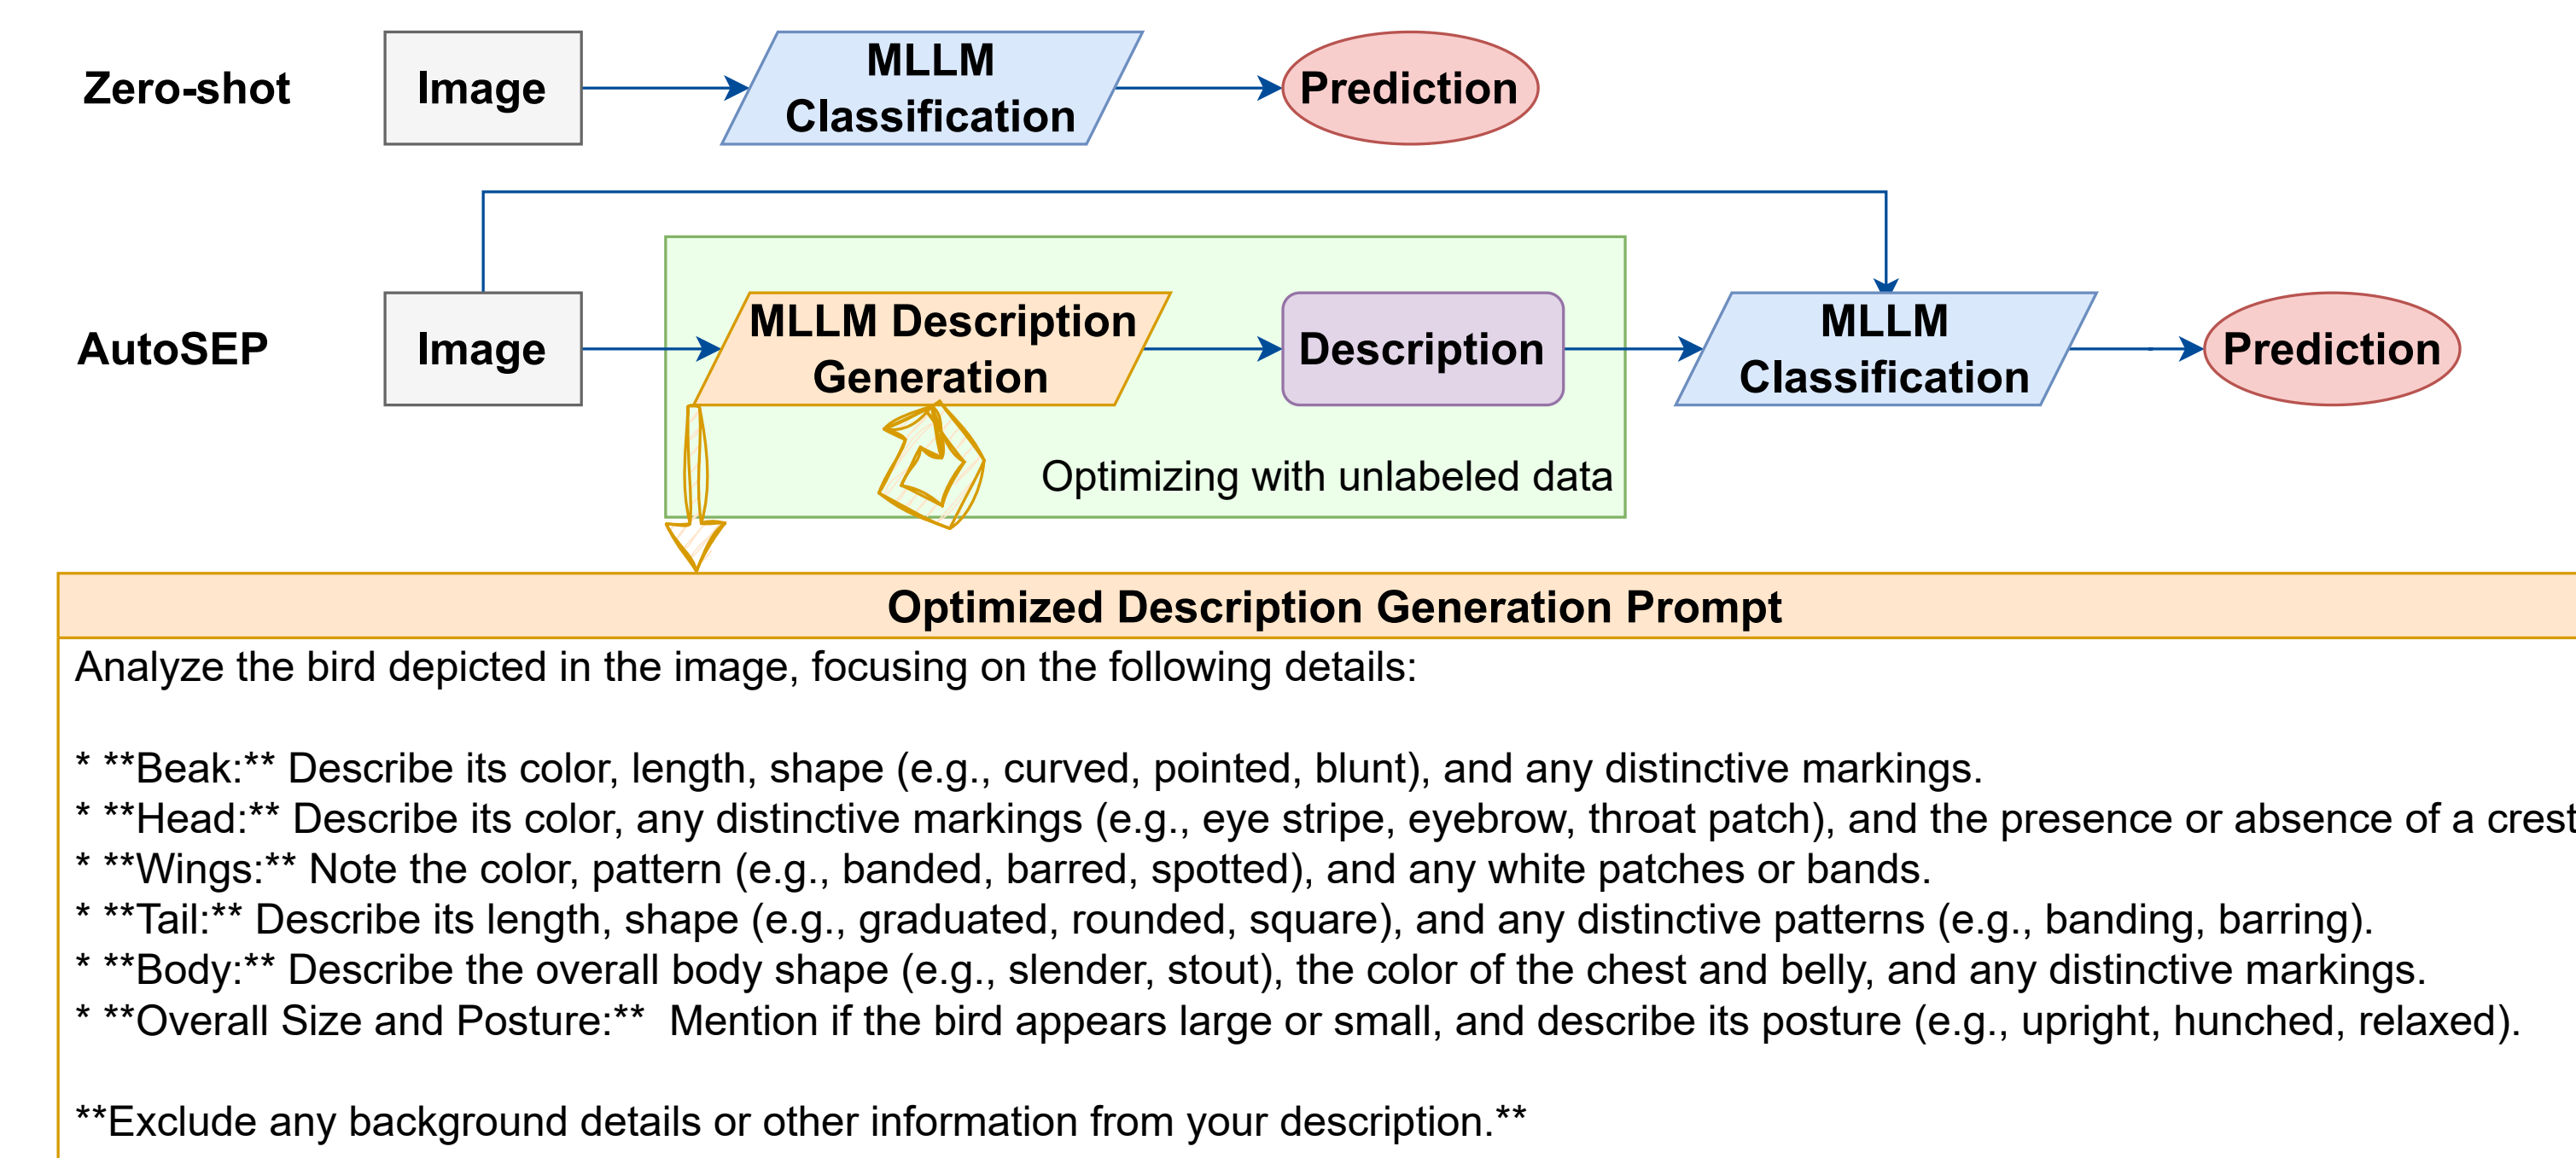 Zero-shot
Image
MLLM
Classification
Prediction
AutoSEP
Image
MLLM Description
Generation
Description
MLLM
Classification
Prediction
Optimizing with unlabeled data
Optimized Description Generation Prompt
Analyze the bird depicted in the image, focusing on the following details:
* **Beak:** Describe its color, length, shape (e.g., curved, pointed, blunt), and any distinctive markings.
* **Head:** Describe its color, any distinctive markings (e.g., eye stripe, eyebrow, throat patch), and the presence or absence of a crest
* **Wings:** Note the color, pattern (e.g., banded, barred, spotted), and any white patches or bands.
* **Tail:** Describe its length, shape (e.g., graduated, rounded, square), and any distinctive patterns (e.g., banding, barring).
* **Body:** Describe the overall body shape (e.g., slender, stout), the color of the chest and belly, and any distinctive markings.
* **Overall Size and Posture:**  Mention if the bird appears large or small, and describe its posture (e.g., upright, hunched, relaxed).
**Exclude any background details or other information from your description.**